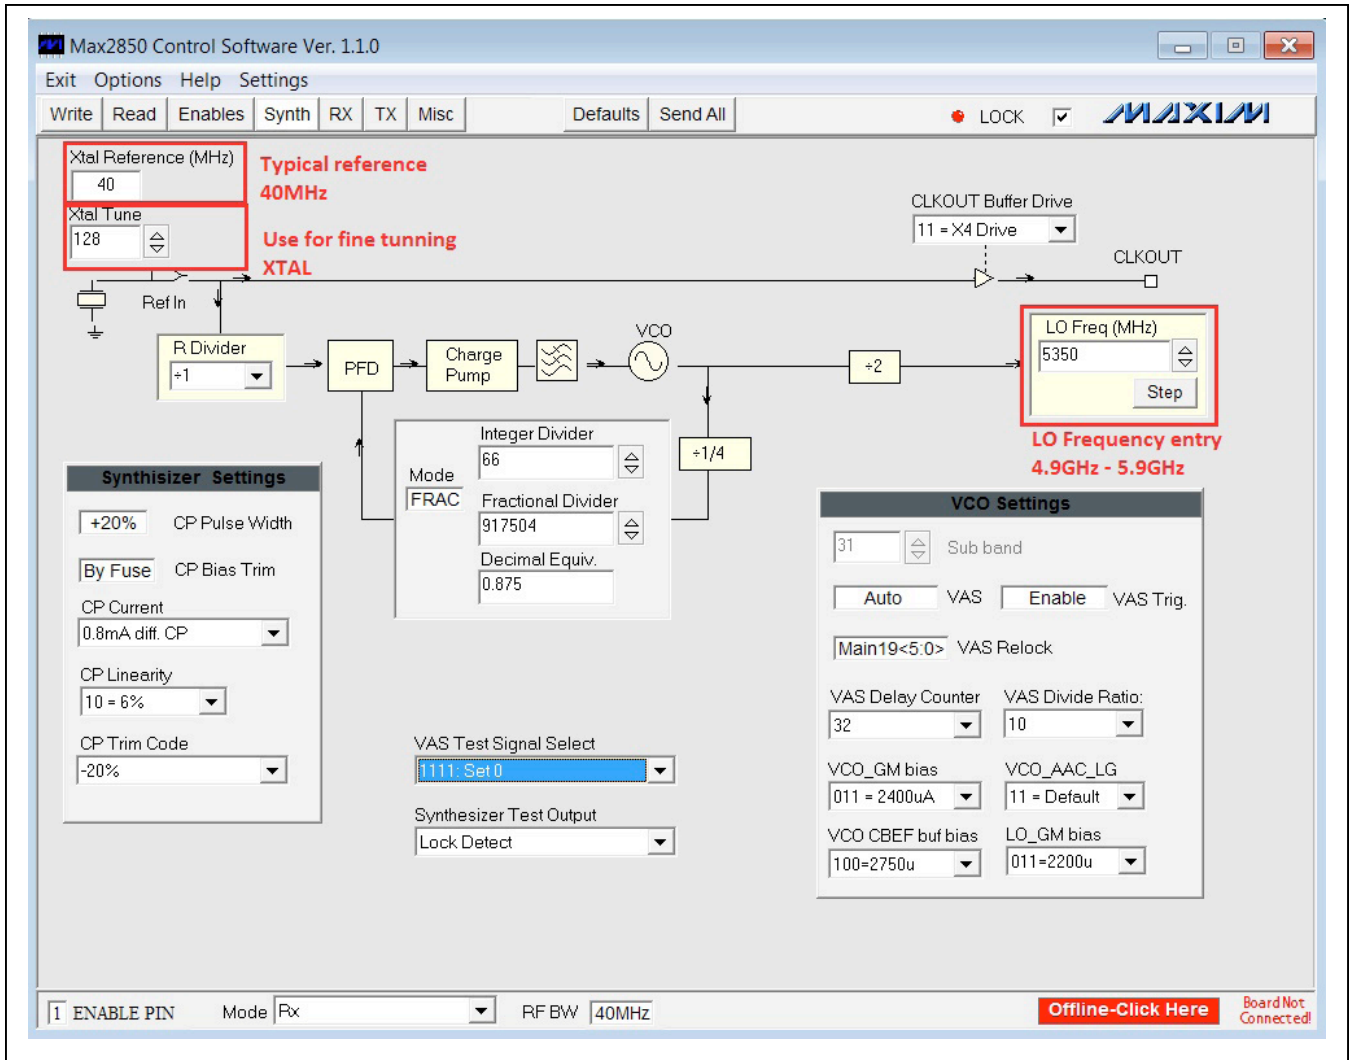 Max2850 Control Software Ver. 1.1.0
Exit Options Help Settings
Write Read Enables Synth RX TX Misc Defaults Send All LOCK MAXIM
Xtal Reference (MHz)
40
Typical reference
40MHz
Xtal Tune
128
Use for fine tunning
XTAL
CLKOUT Buffer Drive
11 = X4 Drive
CLKOUT
Ref In
R Divider
÷1
PFD
Charge
Pump
VCO
÷2
LO Freq (MHz)
5350
Step
LO Frequency entry
4.9GHz - 5.9GHz
÷1/4
Mode
FRAC
Integer Divider
66
Fractional Divider
917504
Decimal Equiv.
0.875
Synthisizer Settings
+20% CP Pulse Width
By Fuse CP Bias Trim
CP Current
0.8mA diff. CP
CP Linearity
10 = 6%
CP Trim Code
-20%
VAS Test Signal Select
1111: Set 0
Synthesizer Test Output
Lock Detect
VCO Settings
31 Sub band
Auto VAS Enable VAS Trig.
Main19<5:0> VAS Relock
VAS Delay Counter VAS Divide Ratio:
32 10
VCO_GM bias VCO_AAC_LG
011 = 2400uA 11 = Default
VCO CBEF buf bias LO_GM bias
100=2750u 011=2200u
1 ENABLE PIN Mode Rx RF BW 40MHz Offline-Click Here
Board Not
Connected!